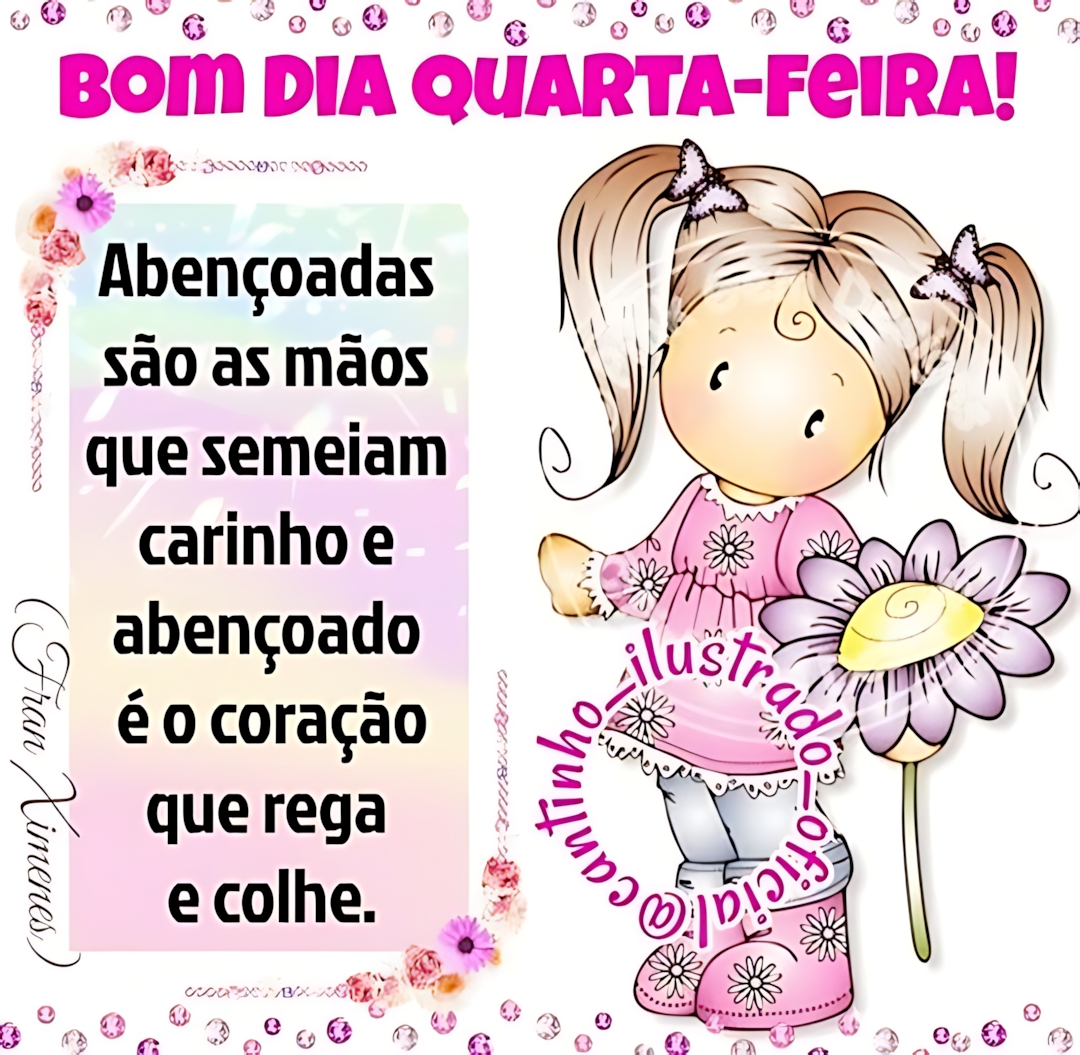 BOM DIA QUARTA-FEIRA!
Abençoadas
são as mãos
que semeiam
carinho e
abençoado
é o coração
que rega
e colhe.
(Fran Ximenes)
@cantinho_ilustrado_oficial